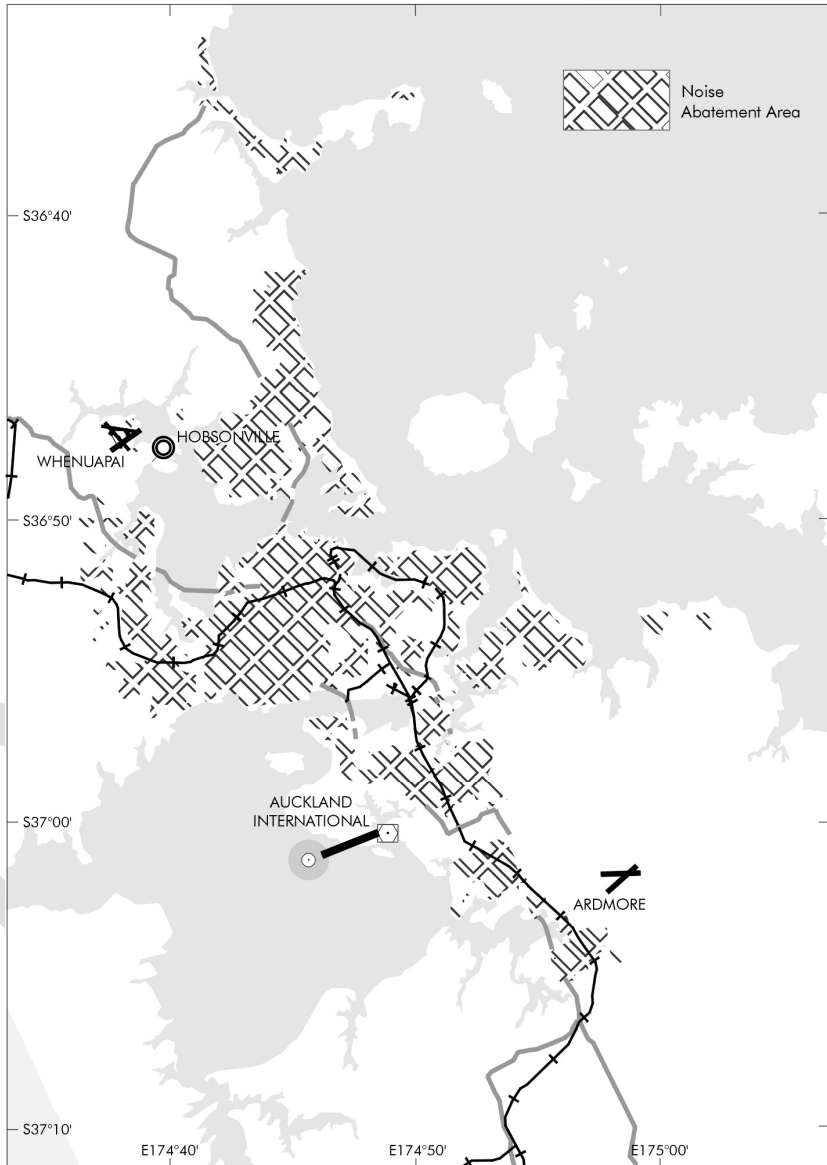 Noise
Abatement Area
S36°40'
HOBSONVILLE
WHENUAPAI
S36°50'
AUCKLAND
INTERNATIONAL
S37°00'
ARDMORE
S37°10'
E174°40'
E174°50'
E175°00'